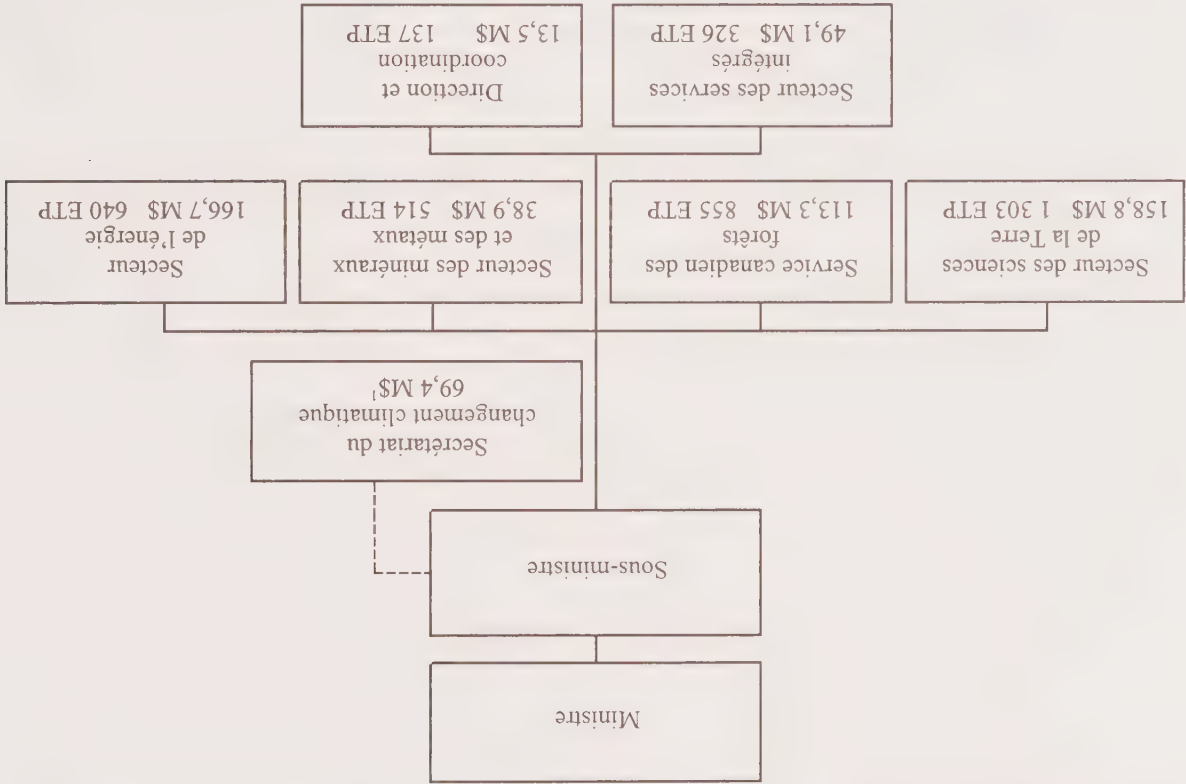 Ministre
Sous-ministre
Secrétariat du
changement climatique
69,4 M$¹
Secteur des sciences
de la Terre
158,8 M$ 1 303 ETP
Service canadien des
forêts
113,3 M$ 855 ETP
Secteur des minéraux
et des métaux
38,9 M$ 514 ETP
Secteur
de l'énergie
166,7 M$ 640 ETP
Secteur des services
intégrés
49,1 M$ 326 ETP
Direction et
coordination
13,5 M$ 137 ETP